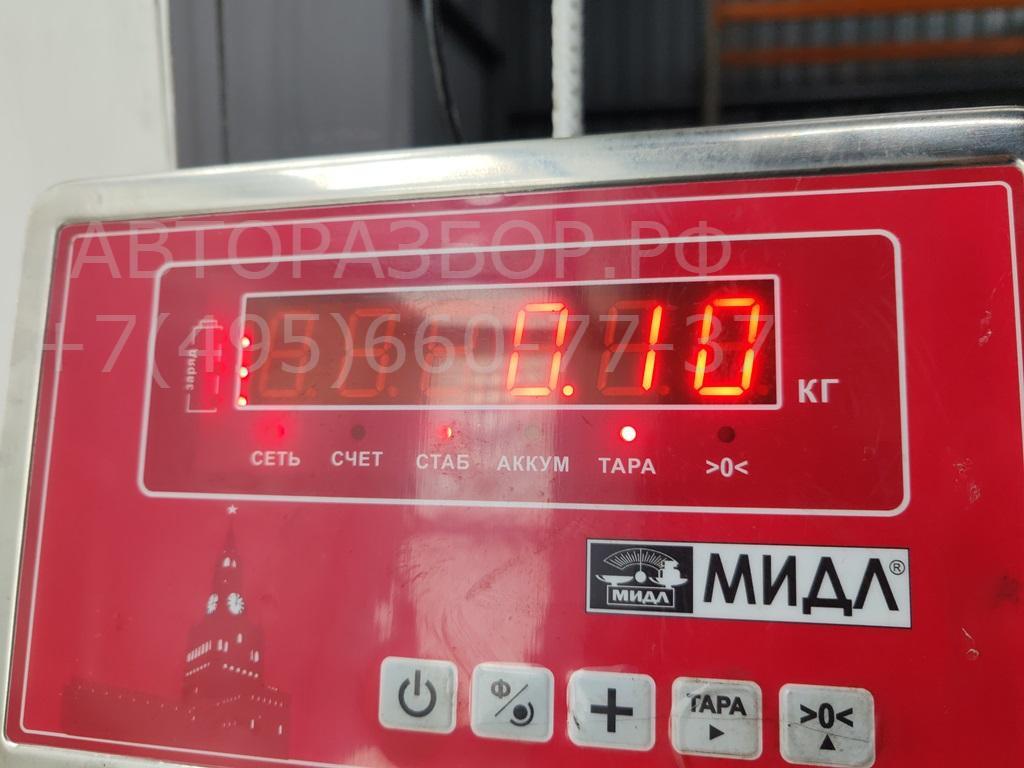 АВТОРАЗБОР.РФ
+7(495)660-77-37
заряд
0.10
КГ
СЕТЬ СЧЕТ СТАБ АККУМ ТАРА >0<
МИДЛ
МИДЛ®
Ф
ТАРА
>0<